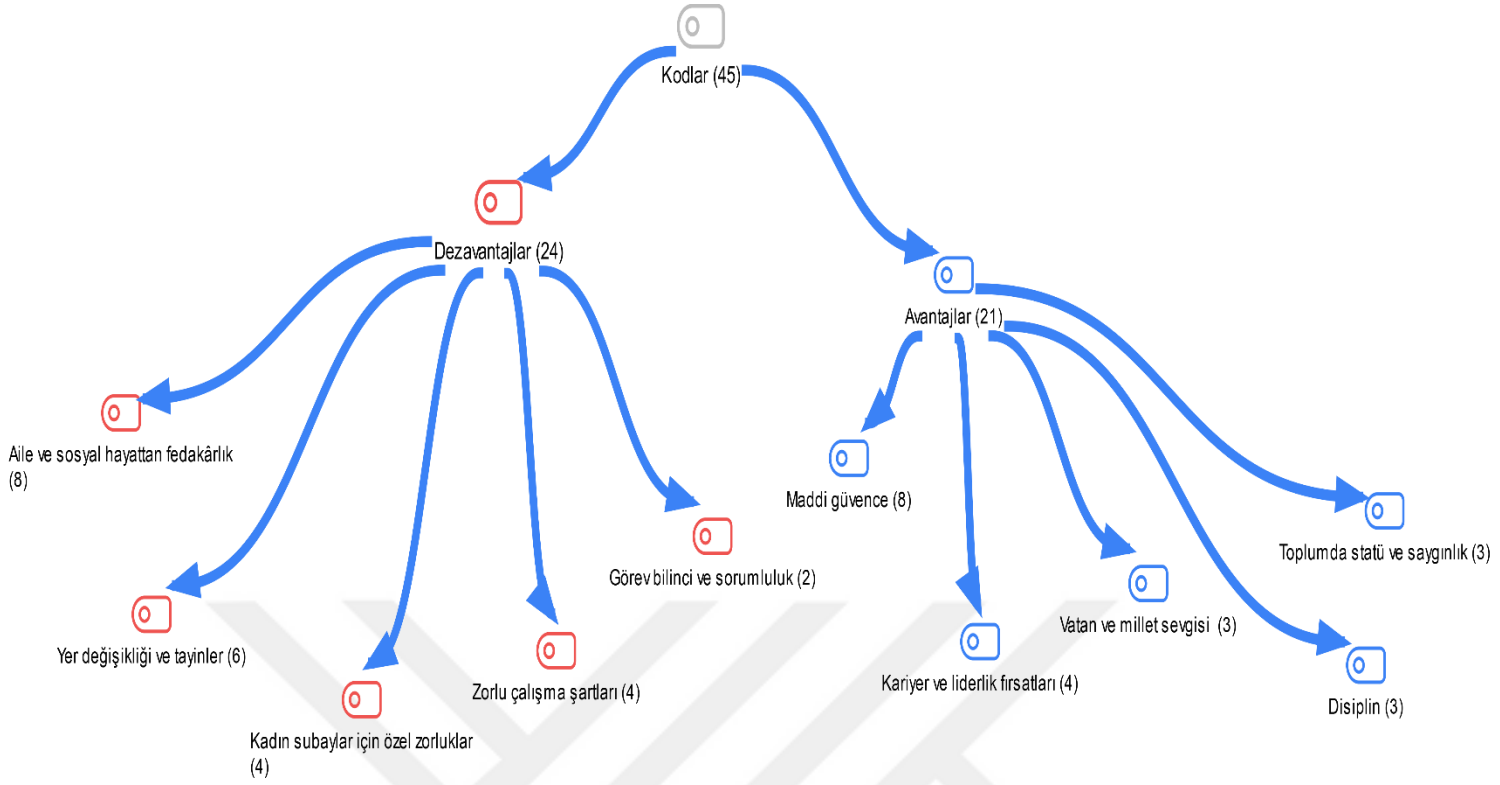 Kodlar (45)
Dezavantajlar (24)
Avantajlar (21)
Aile ve sosyal hayattan fedakârlık
(8)
Yer değişikliği ve tayinler (6)
Kadın subaylar için özel zorluklar
(4)
Zorlu çalışma şartları (4)
Görev bilinci ve sorumluluk (2)
Maddi güvence (8)
Kariyer ve liderlik fırsatları (4)
Vatan ve millet sevgisi (3)
Disiplin (3)
Toplumda statü ve saygınlık (3)